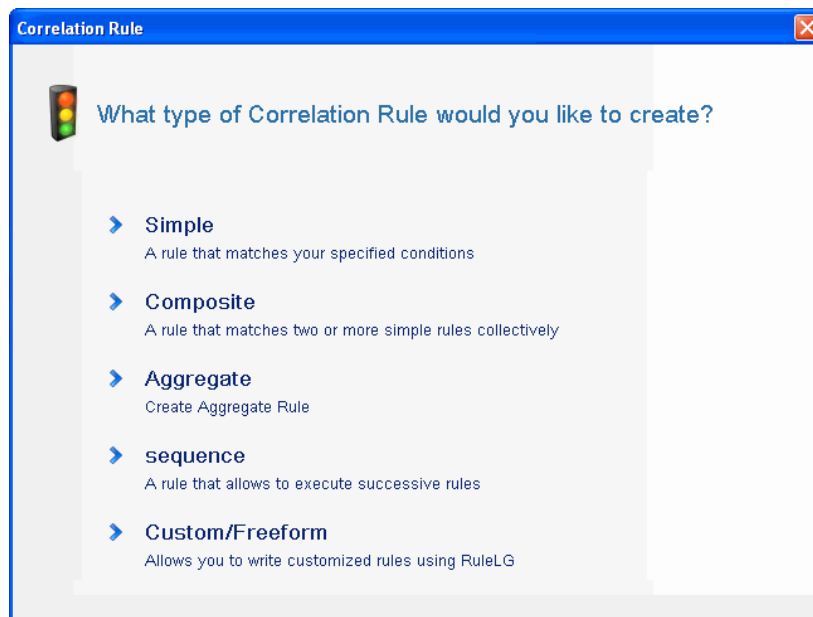 Correlation Rule
What type of Correlation Rule would you like to create?
Simple
A rule that matches your specified conditions
Composite
A rule that matches two or more simple rules collectively
Aggregate
Create Aggregate Rule
sequence
A rule that allows to execute successive rules
Custom/Freeform
Allows you to write customized rules using RuleLG